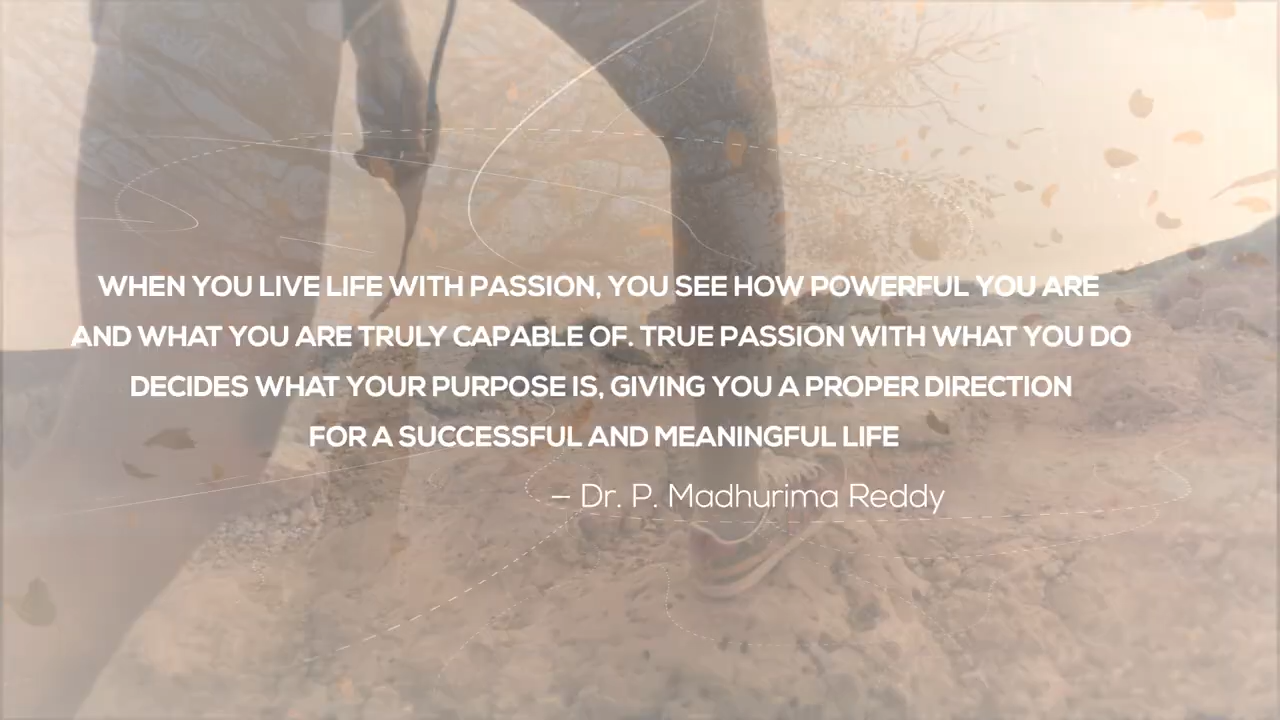 WHEN YOU LIVE LIFE WITH PASSION, YOU SEE HOW POWERFUL YOU ARE
AND WHAT YOU ARE TRULY CAPABLE OF. TRUE PASSION WITH WHAT YOU DO
DECIDES WHAT YOUR PURPOSE IS, GIVING YOU A PROPER DIRECTION
FOR A SUCCESSFUL AND MEANINGFUL LIFE
– Dr. P. Madhurima Reddy